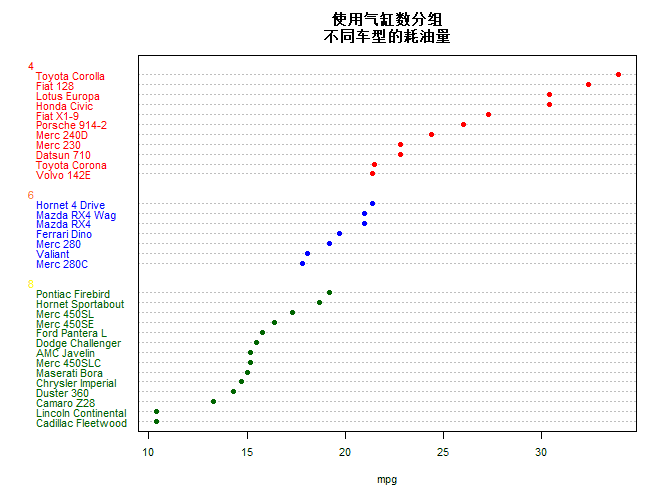 使用气缸数分组
不同车型的耗油量
4
Toyota Corolla
Fiat 128
Lotus Europa
Honda Civic
Fiat X1-9
Porsche 914-2
Merc 240D
Merc 230
Datsun 710
Toyota Corona
Volvo 142E
6
Hornet 4 Drive
Mazda RX4 Wag
Mazda RX4
Ferrari Dino
Merc 280
Valiant
Merc 280C
8
Pontiac Firebird
Hornet Sportabout
Merc 450SL
Merc 450SE
Ford Pantera L
Dodge Challenger
AMC Javelin
Merc 450SLC
Maserati Bora
Chrysler Imperial
Duster 360
Camaro Z28
Lincoln Continental
Cadillac Fleetwood
10 15 20 25 30
mpg